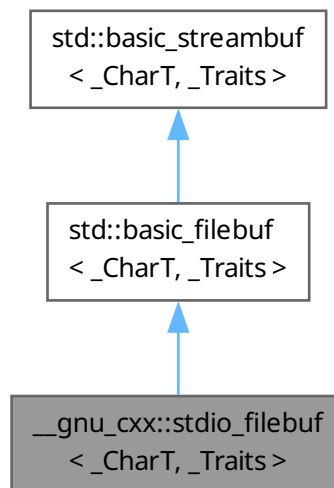 std::basic_streambuf
< _CharT, _Traits >
std::basic_filebuf
< _CharT, _Traits >
__gnu_cxx::stdio_filebuf
< _CharT, _Traits >